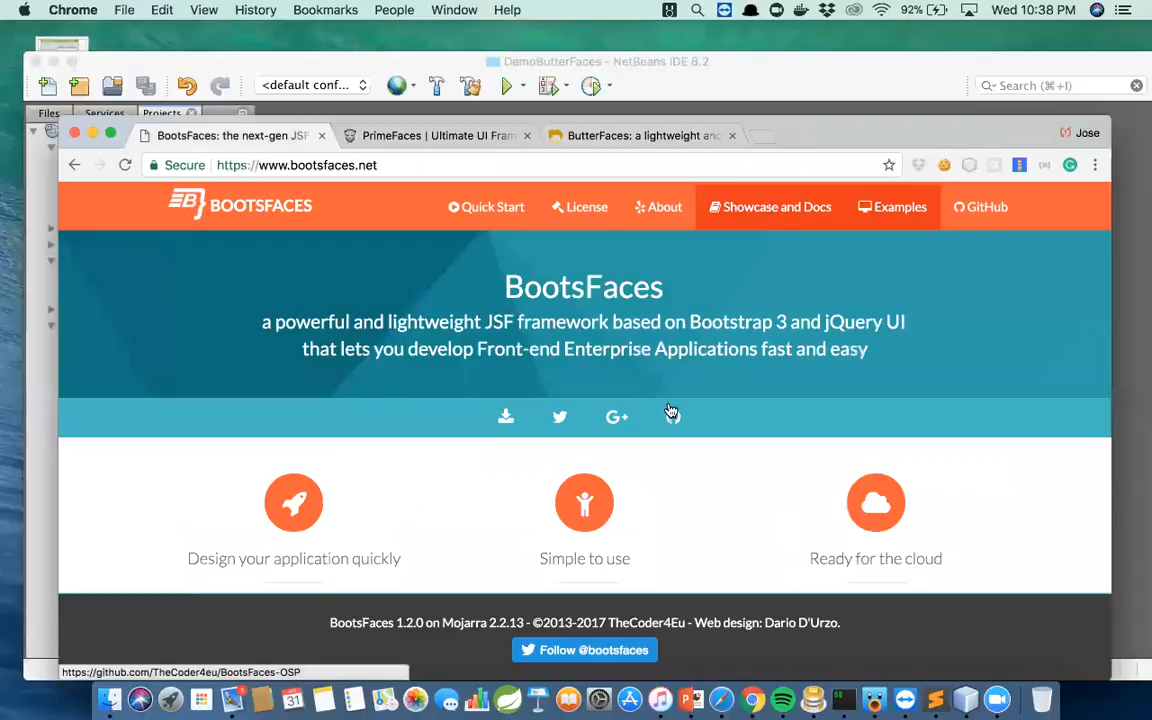 Chrome File Edit View History Bookmarks People Window Help 92% Wed 10:38 PM
DemoButterFaces - NetBeans IDE 8.2
<default conf... Search (⌘+I)
Files Services Projects
BootsFaces: the next-gen JSF PrimeFaces | Ultimate UI Fram ButterFaces: a lightweight and Jose
Secure https://www.bootsfaces.net
BOOTSFACES Quick Start License About Showcase and Docs Examples GitHub
BootsFaces
a powerful and lightweight JSF framework based on Bootstrap 3 and jQuery UI
that lets you develop Front-end Enterprise Applications fast and easy
G+
Design your application quickly Simple to use Ready for the cloud
BootsFaces 1.2.0 on Mojarra 2.2.13 - ©2013-2017 TheCoder4Eu - Web design: Dario D'Urzo.
Follow @bootsfaces
https://github.com/TheCoder4eu/BootsFaces-OSP
31